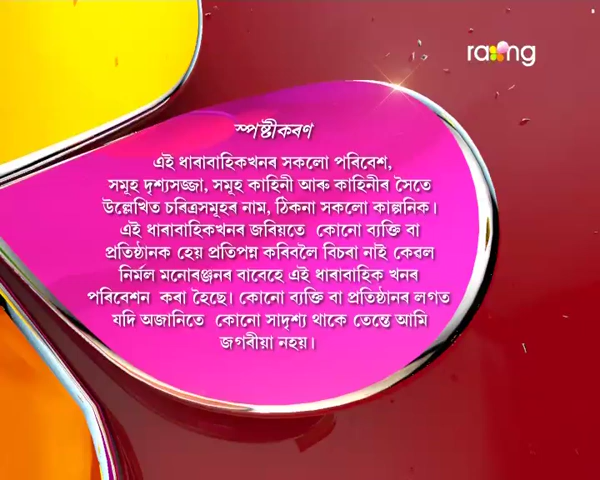 rang
স্পষ্টীকৰণ
এই ধাৰাবাহিকখনৰ সকলো পৰিবেশ,
সমূহ দৃশ্যসজ্জা, সমূহ কাহিনী আৰু কাহিনীৰ সৈতে
উল্লেখিত চৰিত্ৰসমূহৰ নাম, ঠিকনা সকলো কাল্পনিক।
এই ধাৰাবাহিকখনৰ জৰিয়তে কোনো ব্যক্তি বা
প্ৰতিষ্ঠানক হেয় প্ৰতিপন্ন কৰিবলৈ বিচৰা নাই কেৱল
নিৰ্মল মনোৰঞ্জনৰ বাবেহে এই ধাৰাবাহিক খনৰ
পৰিবেশন কৰা হৈছে। কোনো ব্যক্তি বা প্ৰতিষ্ঠানৰ লগত
যদি অজানিতে কোনো সাদৃশ্য থাকে তেন্তে আমি
জগৰীয়া নহয়।